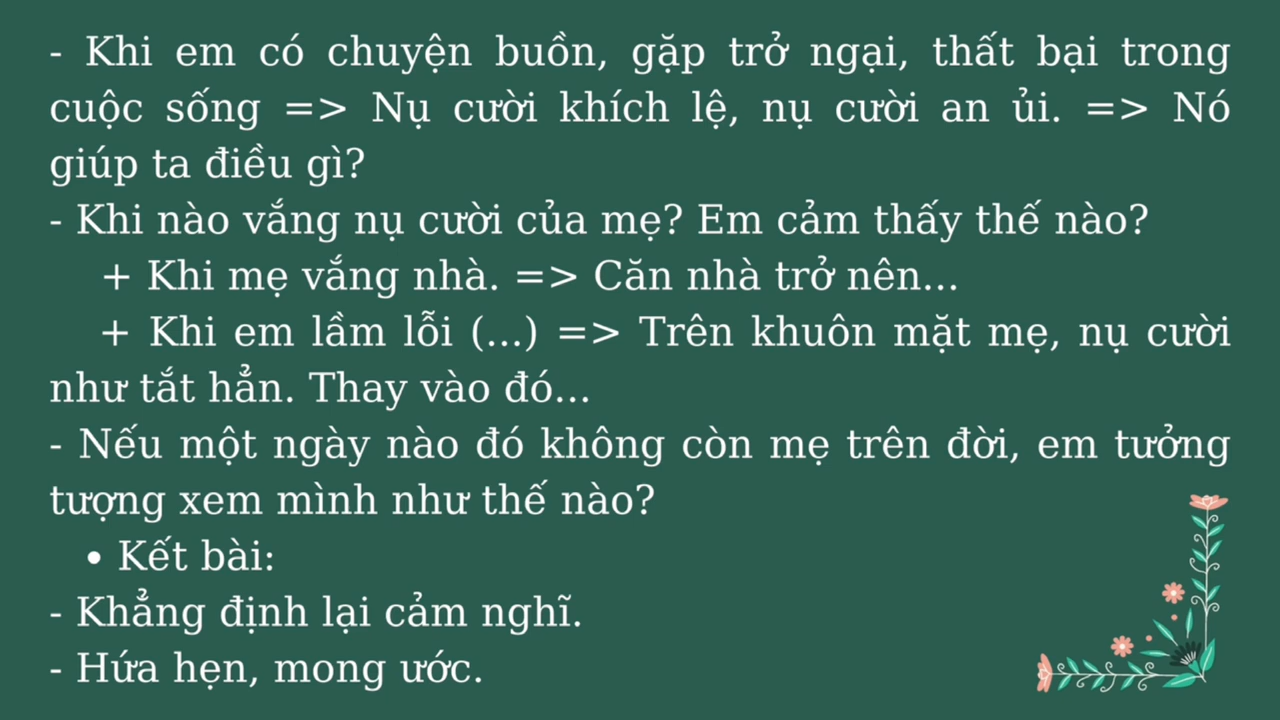 - Khi em có chuyện buồn, gặp trở ngại, thất bại trong
cuộc sống => Nụ cười khích lệ, nụ cười an ủi. => Nó
giúp ta điều gì?
- Khi nào vắng nụ cười của mẹ? Em cảm thấy thế nào?
+ Khi mẹ vắng nhà. => Căn nhà trở nên...
+ Khi em lầm lỗi (...) => Trên khuôn mặt mẹ, nụ cười
như tắt hẳn. Thay vào đó...
- Nếu một ngày nào đó không còn mẹ trên đời, em tưởng
tượng xem mình như thế nào?
• Kết bài:
- Khẳng định lại cảm nghĩ.
- Hứa hẹn, mong ước.